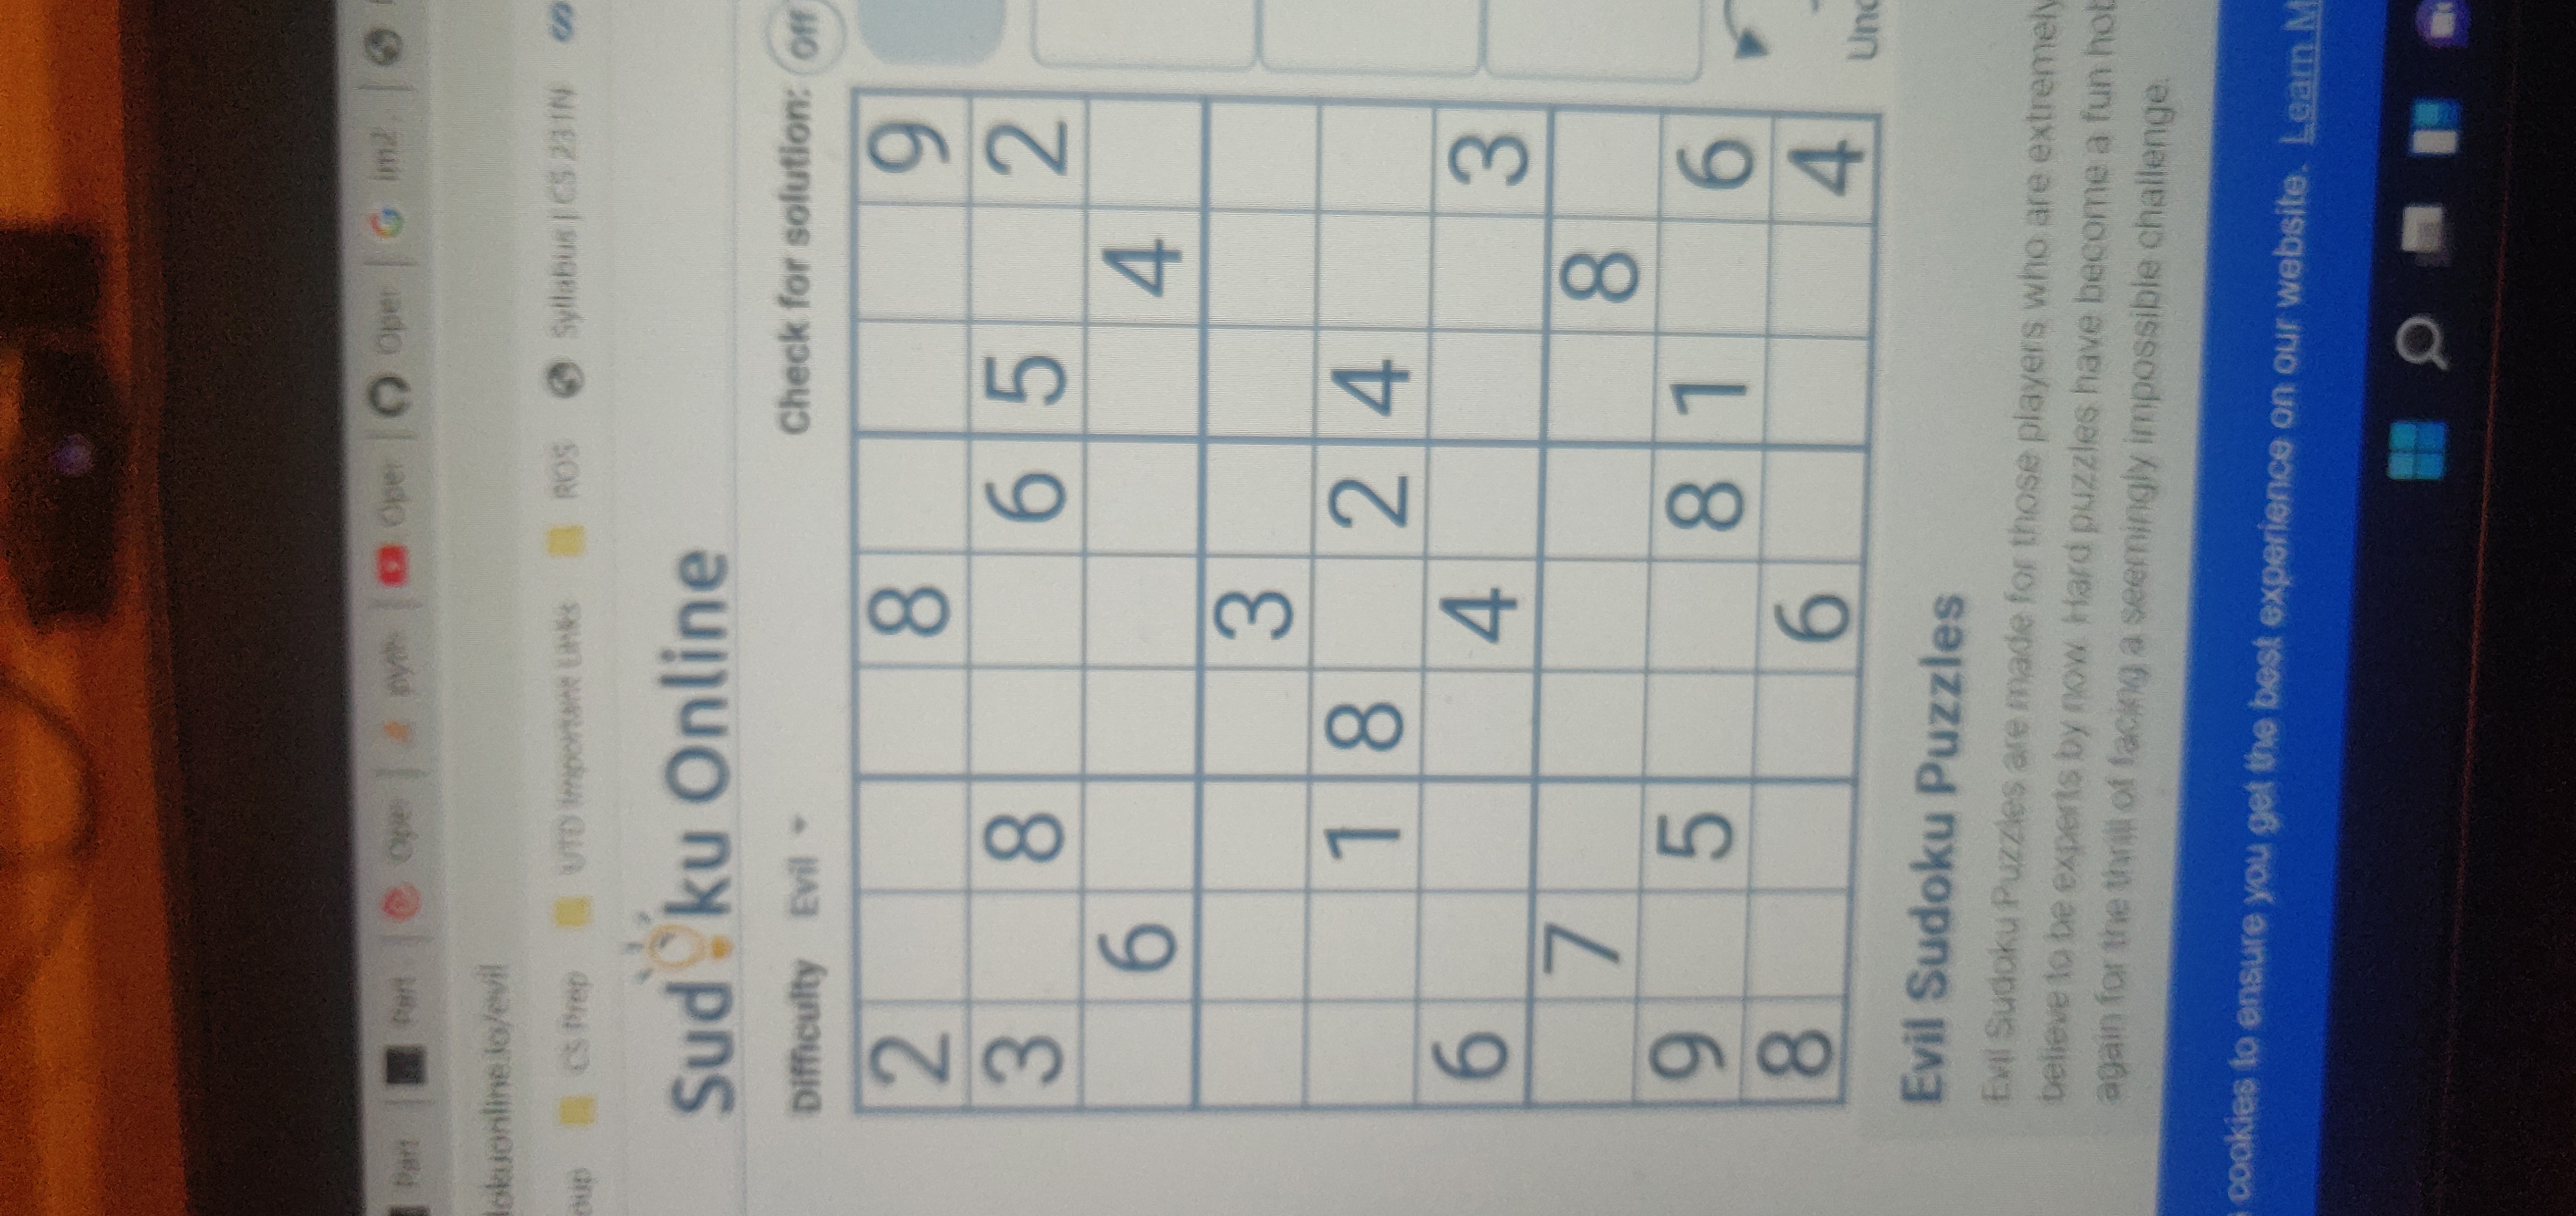 Part Part Oper pyth Oper Oper im2
lokuonline.io/evil
oup CS Prep UTD Important Links ROS Syllabus | CS 231N
Sudoku Online
Difficulty Evil Check for solution: Off
2 8 9
3 8 6 5 2
6 4
3
1 8 2 4
6 4 3
7 8
9 5 8 1 6
8 6 4
Und
Evil Sudoku Puzzles
Evil Sudoku Puzzles are made for those players who are extremely
believe to be experts by now. Hard puzzles have become a fun hob
again for the thrill of facing a seemingly impossible challenge.
s cookies to ensure you get the best experience on our website. Learn M